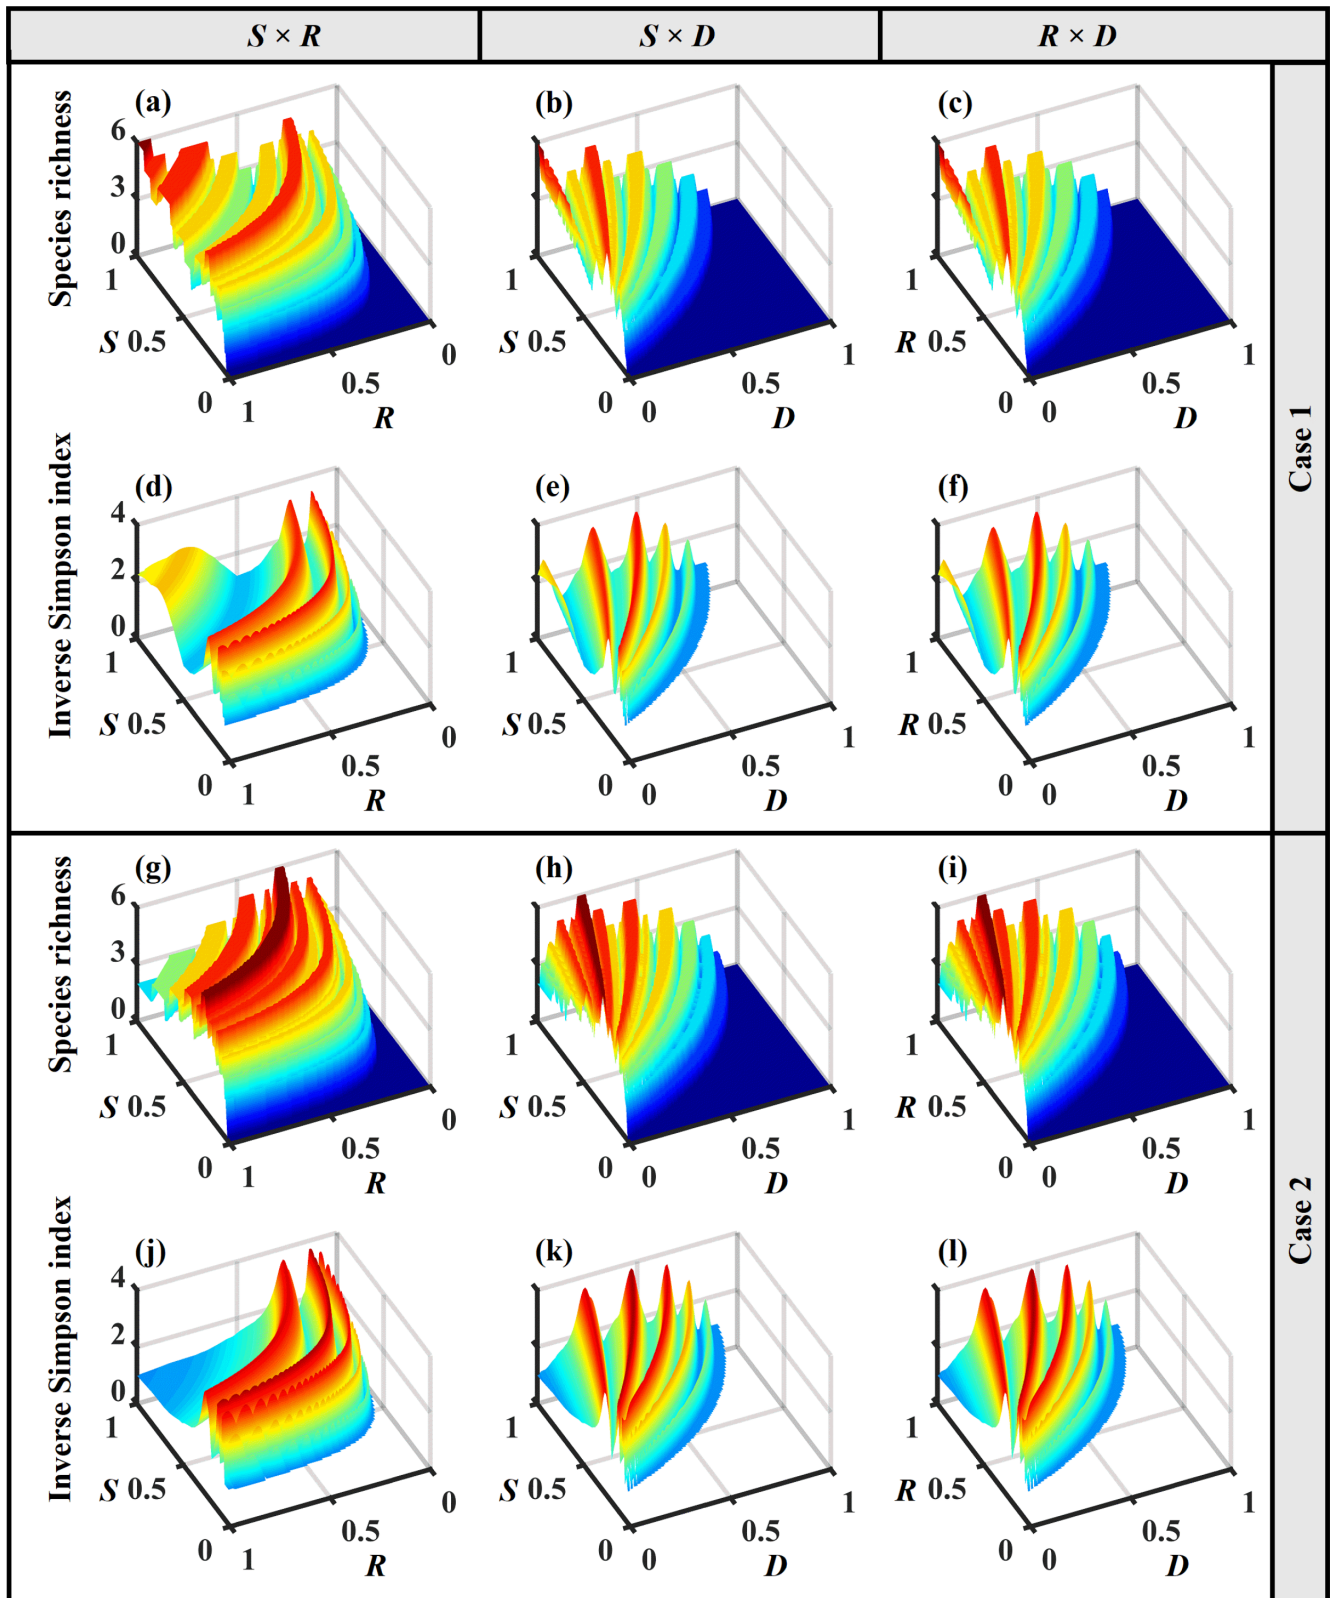 S × R S × D R × D
Case 1
Species richness
(a) (b) (c)
6
3
0
1 1 1
S 0.5 S 0.5 R 0.5
0 0 0
1 0.5 0 0 0.5 1 0 0.5 1
R D D
Inverse Simpson index
(d) (e) (f)
4
2
0
1 1 1
S 0.5 S 0.5 R 0.5
0 0 0
1 0.5 0 0 0.5 1 0 0.5 1
R D D
Case 2
Species richness
(g) (h) (i)
6
3
0
1 1 1
S 0.5 S 0.5 R 0.5
0 0 0
1 0.5 0 0 0.5 1 0 0.5 1
R D D
Inverse Simpson index
(j) (k) (l)
4
2
0
1 1 1
S 0.5 S 0.5 R 0.5
0 0 0
1 0.5 0 0 0.5 1 0 0.5 1
R D D